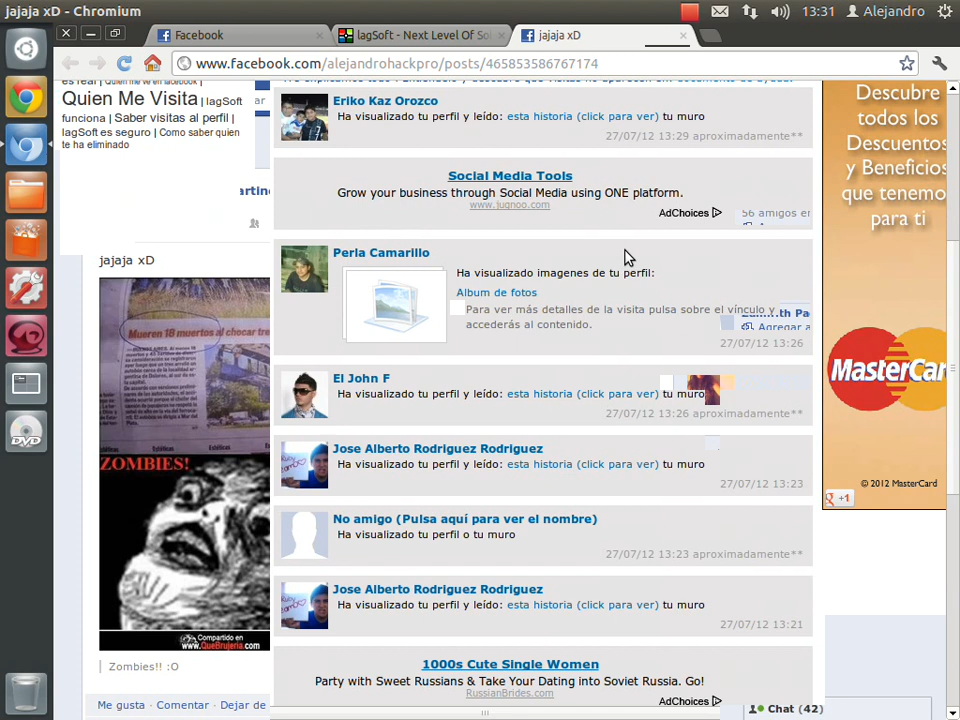 jajaja xD - Chromium
13:31
Alejandro
Facebook
lagSoft - Next Level Of So
jajaja xD
www.facebook.com/alejandrohackpro/posts/465853586767174
es real | Quien me ve en facebook |
Quien Me Visita | lagSoft
funciona | Saber visitas al perfil |
lagSoft es seguro | Como saber quien
te ha eliminado
ar
artine
jajaja xD
Mueren 18 muertos al chocar tre
Estélficas
ZOMBIES!
Compartido en
www.QueBrujeria.com
Zombies!! :O
Me gusta · Comentar · Dejar de
Eriko Kaz Orozco
Ha visualizado tu perfil y leído: esta historia (click para ver) tu muro
27/07/12 13:29 aproximadamente**
Social Media Tools
Grow your business through Social Media using ONE platform.
www.jugnoo.com
AdChoices
56 amigos en
Perla Camarillo
Ha visualizado imagenes de tu perfil:
Album de fotos
Para ver más detalles de la visita pulsa sobre el vínculo y
accederás al contenido.
Agregar a
27/07/12 13:26
El John F
Ha visualizado tu perfil y leído: esta historia (click para ver) tu muro
27/07/12 13:26 aproximadamente**
Jose Alberto Rodriguez Rodriguez
Ha visualizado tu perfil y leído: esta historia (click para ver) tu muro
27/07/12 13:23
No amigo (Pulsa aquí para ver el nombre)
Ha visualizado tu perfil o tu muro
27/07/12 13:23 aproximadamente**
Jose Alberto Rodriguez Rodriguez
Ha visualizado tu perfil y leído: esta historia (click para ver) tu muro
27/07/12 13:21
1000s Cute Single Women
Party with Sweet Russians & Take Your Dating into Soviet Russia. Go!
RussianBrides.com
AdChoices
Descubre
todos los
Descuentos
y Beneficios
que tenemo
para ti
MasterCar
© 2012 MasterCard
+1
Chat (42)
DVD